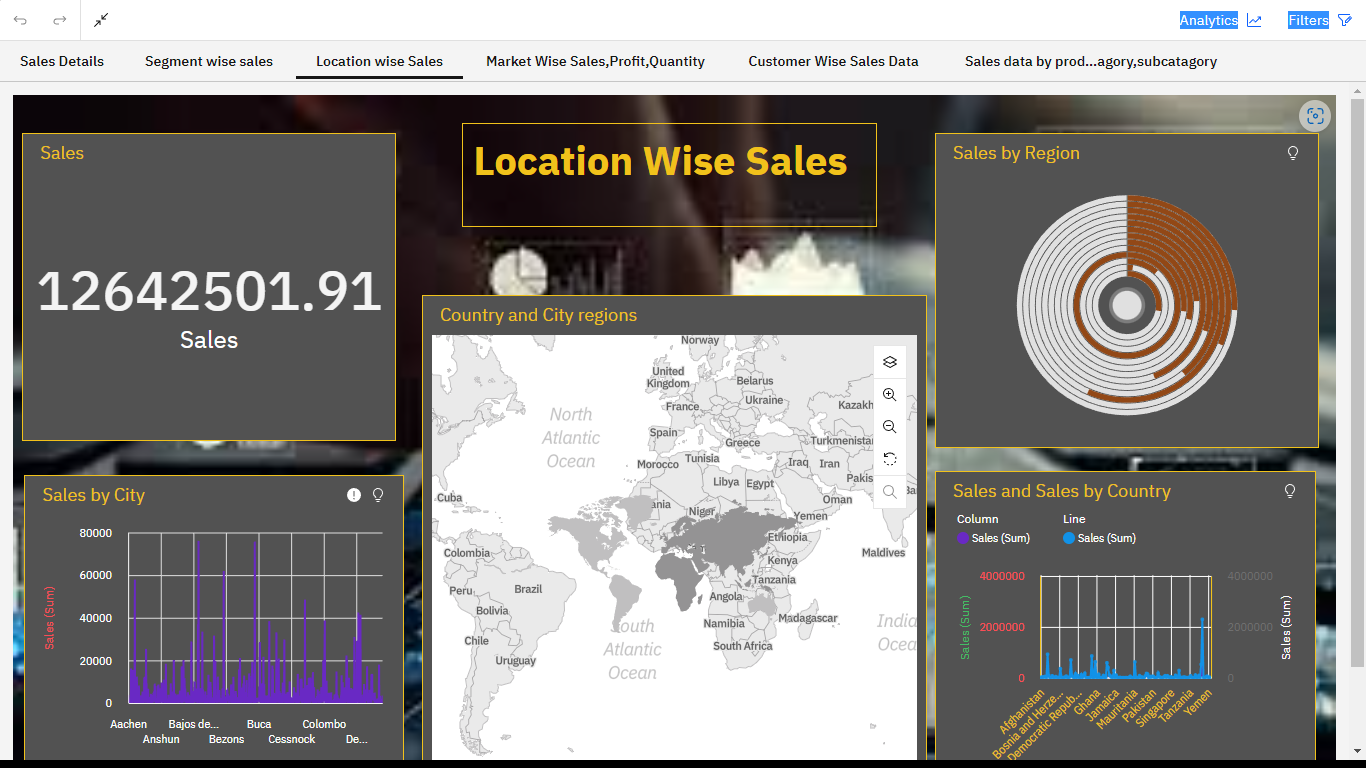 Analytics
Filters
Sales Details
Segment wise sales
Location wise Sales
Market Wise Sales,Profit,Quantity
Customer Wise Sales Data
Sales data by prod...agory,subcatagory
Sales
12642501.91
Sales
Location Wise Sales
Sales by Region
Country and City regions
Norway
United
Kingdom
Belarus
Ukraine
France
Kazakh
North
Atlantic
Ocean
Spain
Greece
Turkmenistan
Morocco
Tunisia
Iraq
Iran
Libya
Egypt
Pakis
Cuba
ania
Niger
Oman
Yemen
Ethiopia
Colombia
Kenya
Maldives
Peru
Brazil
Tanzania
Angola
Bolivia
Namibia
Madagascar
Chile
South
Atlantic
Ocean
South Africa
India
Ocea
Uruguay
Sales by City
Sales (Sum)
80000
60000
40000
20000
0
Aachen
Bajos de...
Buca
Colombo
Anshun
Bezons
Cessnock
De...
Sales and Sales by Country
Column
Line
Sales (Sum)
Sales (Sum)
4000000
2000000
0
Sales (Sum)
4000000
2000000
0
Sales (Sum)
Afghanistan
Bosnia and Herze...
Democratic Repub...
Ghana
Jamaica
Mauritania
Pakistan
Singapore
Tanzania
Yemen